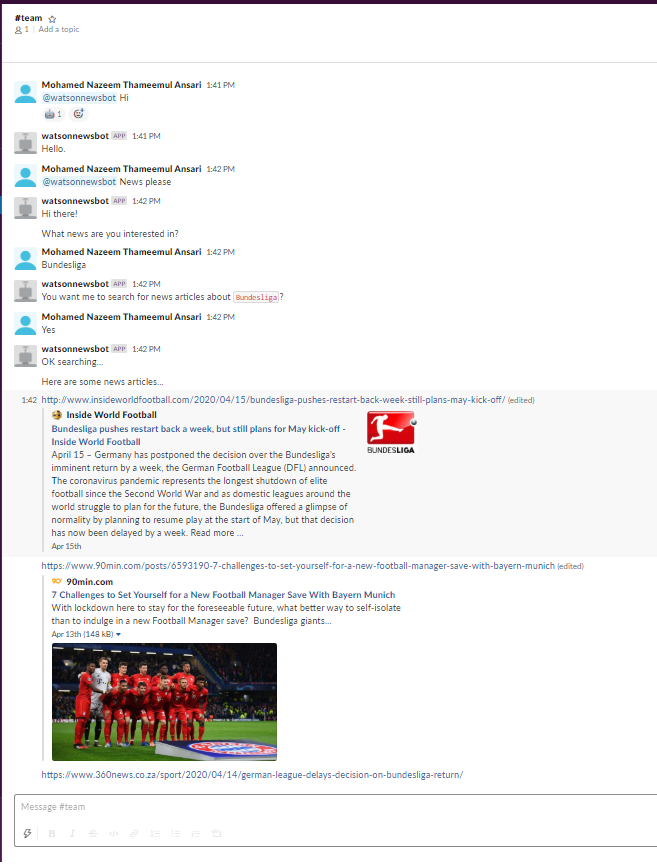 #team
1 | Add a topic
Mohamed Nazeem Thameemul Ansari 1:41 PM
@watsonnewsbot Hi
1
watsonnewsbot APP 1:41 PM
Hello.
Mohamed Nazeem Thameemul Ansari 1:42 PM
@watsonnewsbot News please
watsonnewsbot APP 1:42 PM
Hi there!
What news are you interested in?
Mohamed Nazeem Thameemul Ansari 1:42 PM
Bundesliga
watsonnewsbot APP 1:42 PM
You want me to search for news articles about Bundesliga?
Mohamed Nazeem Thameemul Ansari 1:42 PM
Yes
watsonnewsbot APP 1:42 PM
OK searching...
Here are some news articles...
1:42 http://www.insideworldfootball.com/2020/04/15/bundesliga-pushes-restart-back-week-still-plans-may-kick-off/ (edited)
Inside World Football
Bundesliga pushes restart back a week, but still plans for May kick-off -
Inside World Football
April 15 – Germany has postponed the decision over the Bundesliga's
imminent return by a week, the German Football League (DFL) announced.
The coronavirus pandemic represents the longest shutdown of elite
football since the Second World War and as domestic leagues around the
world struggle to plan for the future, the Bundesliga offered a glimpse of
normality by planning to resume play at the start of May, but that decision
has now been delayed by a week. Read more ...
Apr 15th
BUNDESLIGA
https://www.90min.com/posts/6593190-7-challenges-to-set-yourself-for-a-new-football-manager-save-with-bayern-munich (edited)
90min.com
7 Challenges to Set Yourself for a New Football Manager Save With Bayern Munich
With lockdown here to stay for the foreseeable future, what better way to self-isolate
than to indulge in a new Football Manager save? Bundesliga giants...
Apr 13th (148 kB)
https://www.360news.co.za/sport/2020/04/14/german-league-delays-decision-on-bundesliga-return/
Message #team